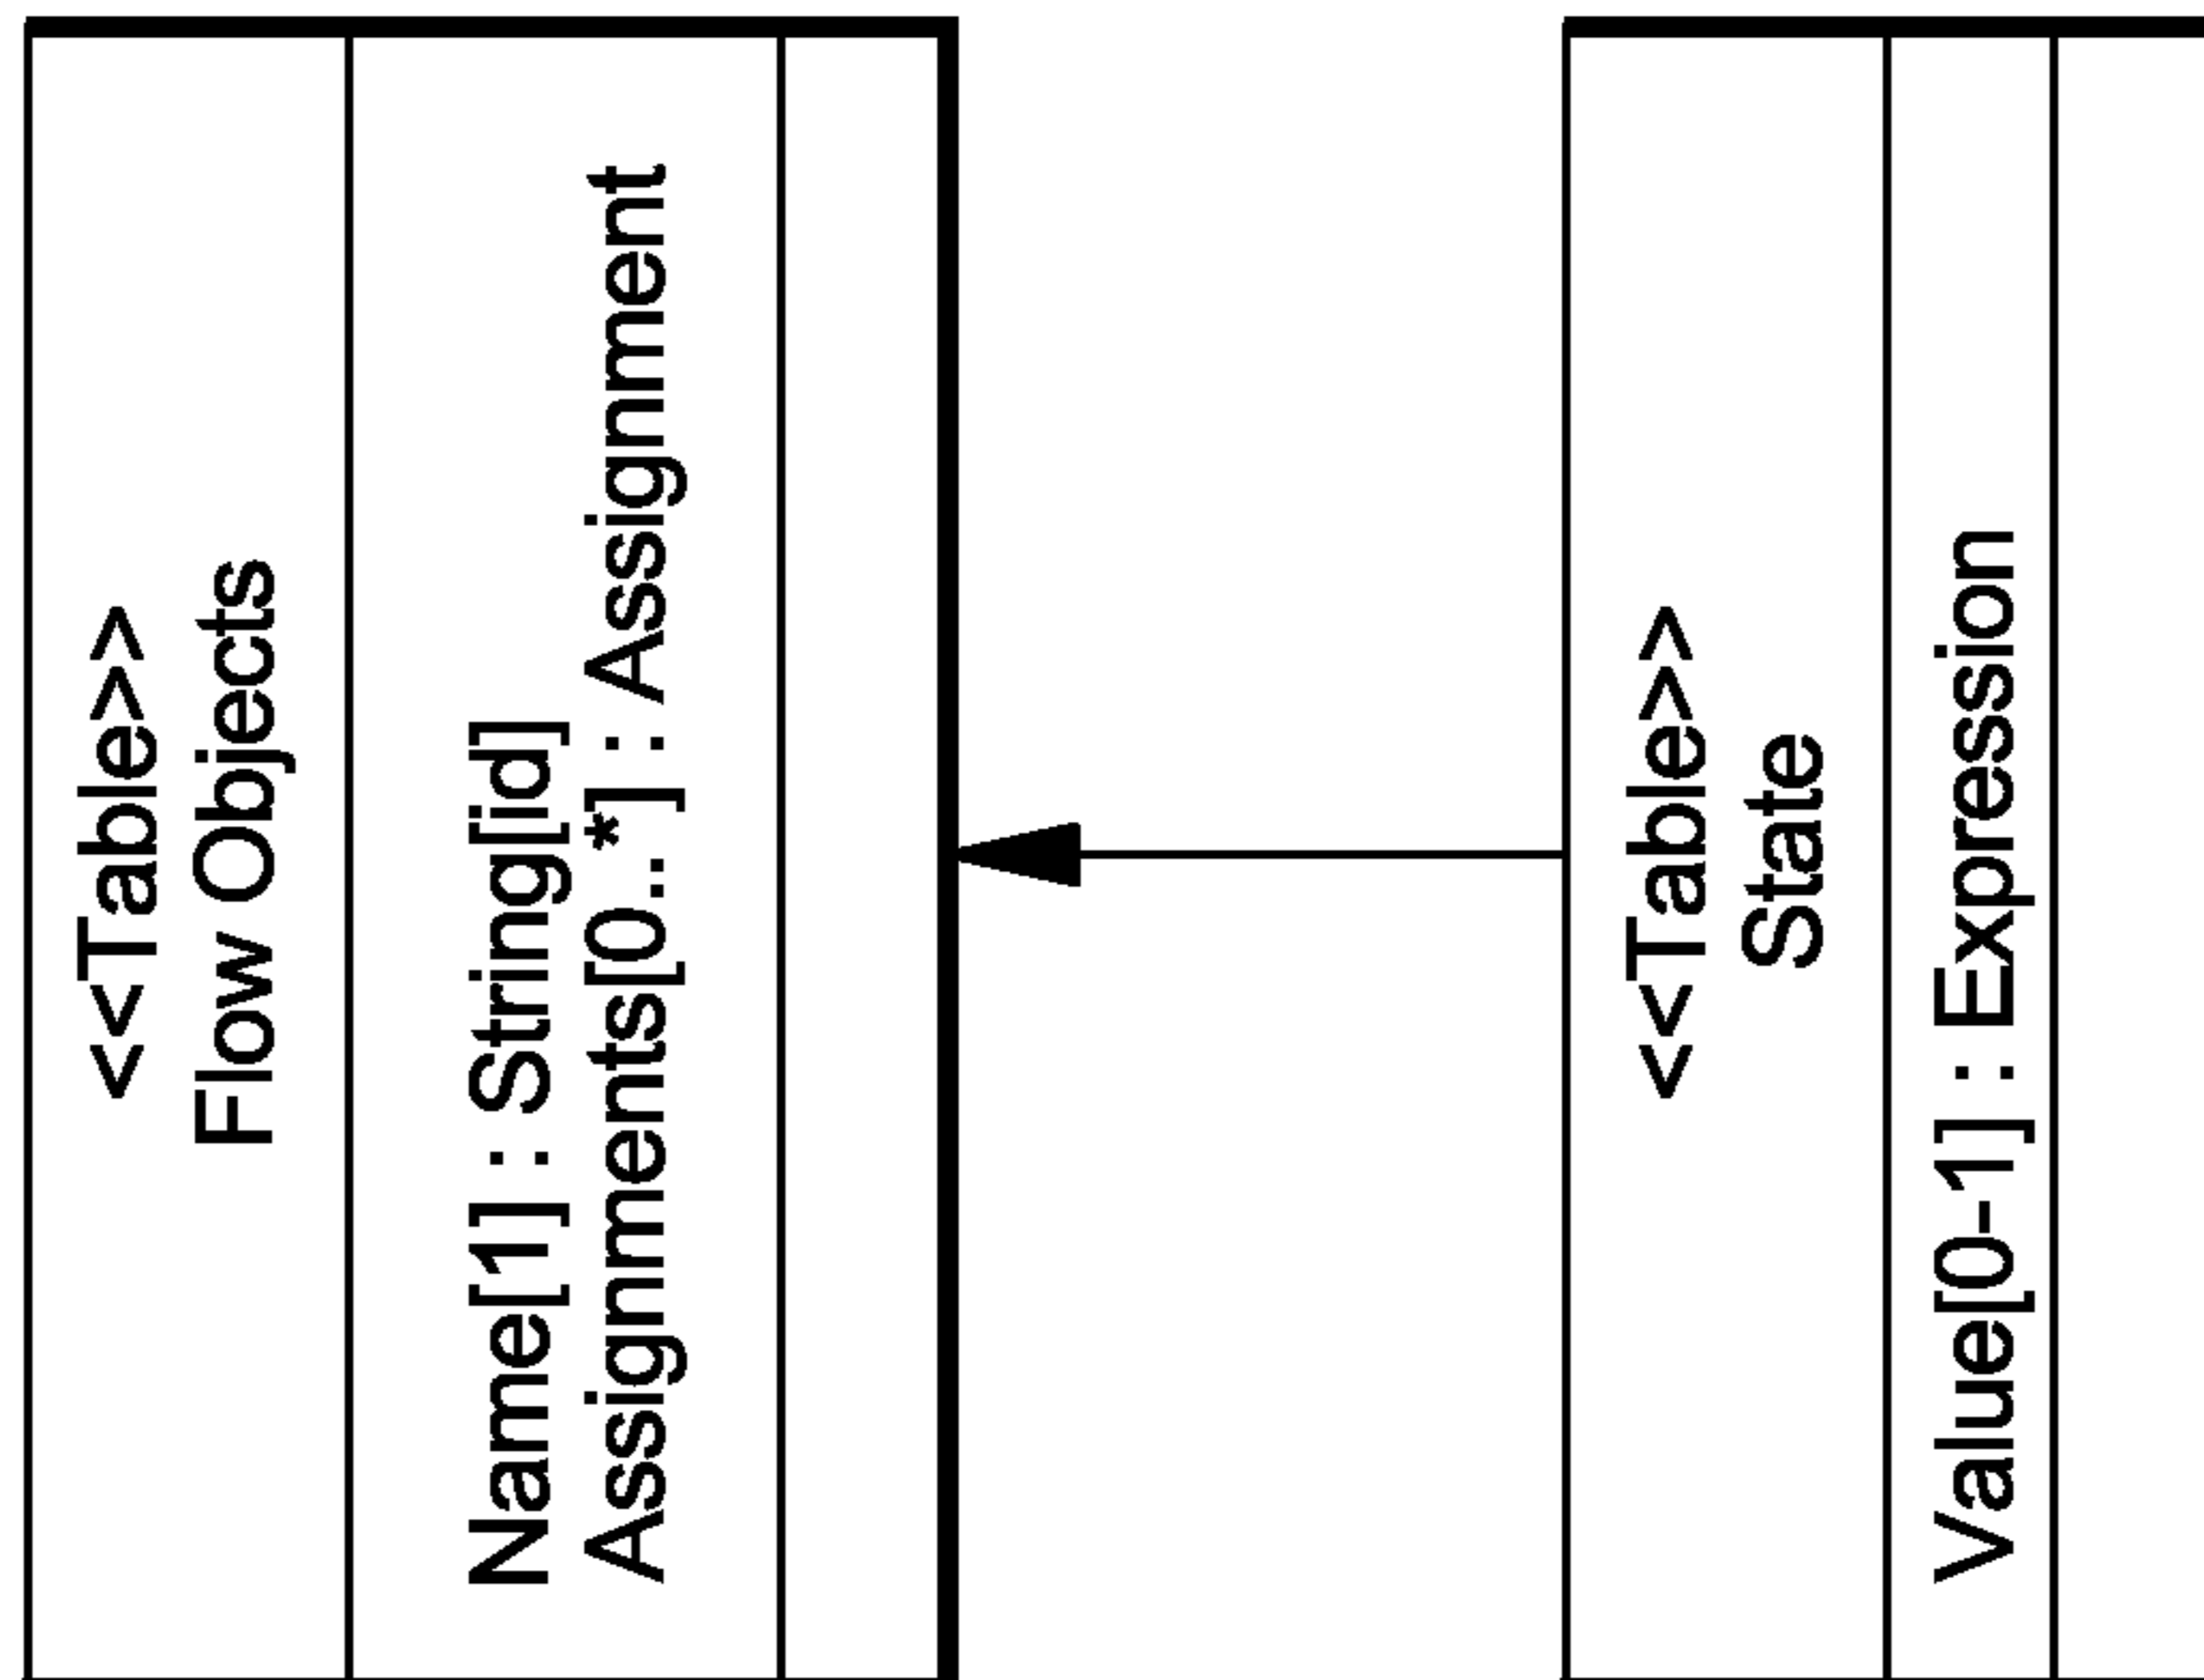 <<Table>>
Flow Objects
Name[1] : String[id]
Assignments[0..*] : Assignment
<<Table>>
State
Value[0-1] : Expression